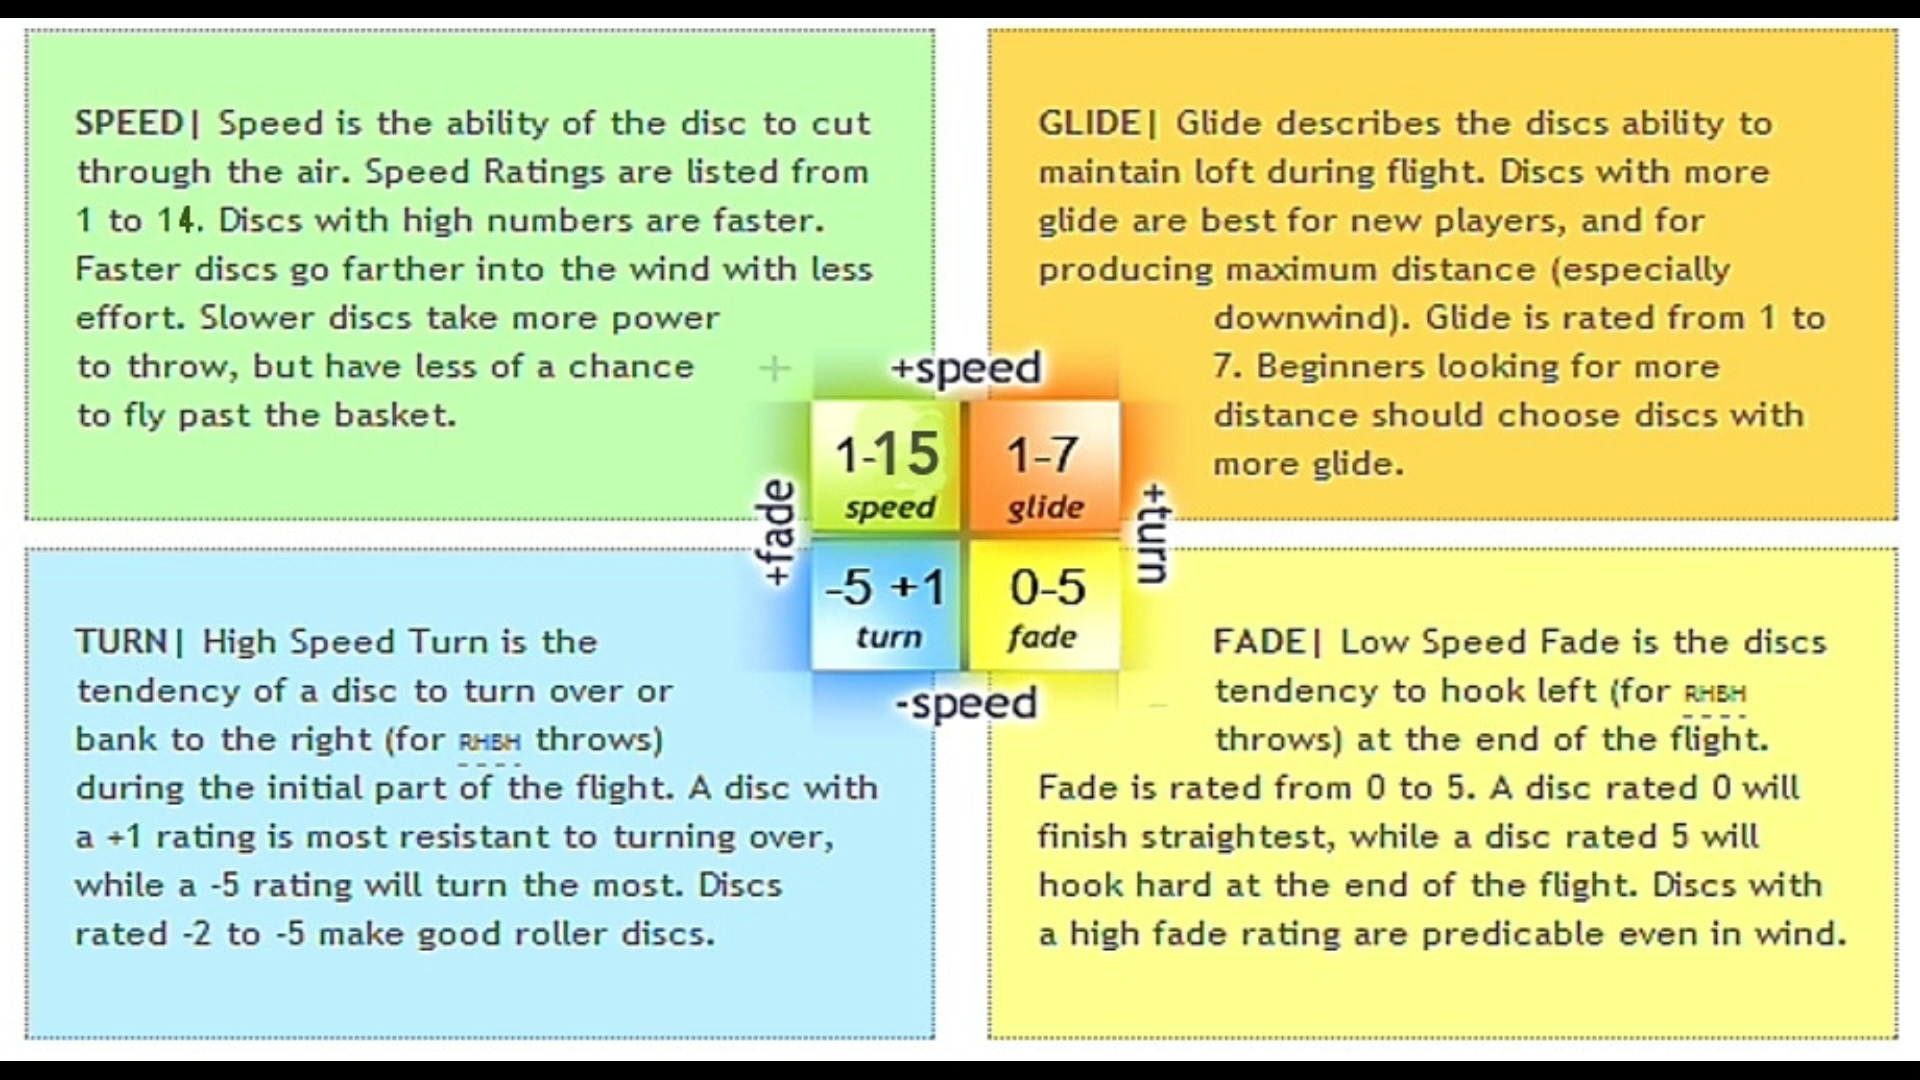 SPEED| Speed is the ability of the disc to cut
through the air. Speed Ratings are listed from
1 to 14. Discs with high numbers are faster.
Faster discs go farther into the wind with less
effort. Slower discs take more power
to throw, but have less of a chance
to fly past the basket.
GLIDE| Glide describes the discs ability to
maintain loft during flight. Discs with more
glide are best for new players, and for
producing maximum distance (especially
downwind). Glide is rated from 1 to
7. Beginners looking for more
distance should choose discs with
more glide.
+
+speed
+fade
1-15
speed
1-7
glide
+turn
-5 +1
turn
0-5
fade
-speed
-
TURN| High Speed Turn is the
tendency of a disc to turn over or
bank to the right (for RHBH throws)
during the initial part of the flight. A disc with
a +1 rating is most resistant to turning over,
while a -5 rating will turn the most. Discs
rated -2 to -5 make good roller discs.
FADE| Low Speed Fade is the discs
tendency to hook left (for RHBH
throws) at the end of the flight.
Fade is rated from 0 to 5. A disc rated 0 will
finish straightest, while a disc rated 5 will
hook hard at the end of the flight. Discs with
a high fade rating are predicable even in wind.